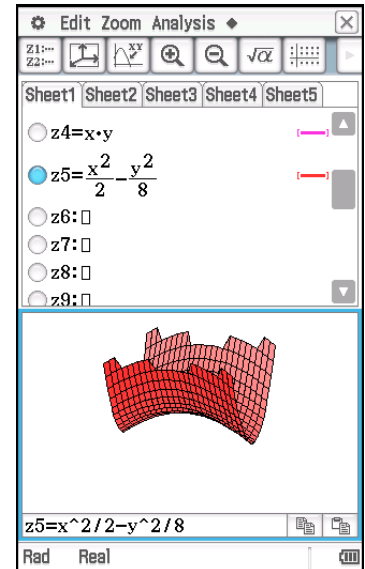 Edit Zoom Analysis ◆
Z1:… Z2:… XY √α
Sheet1 Sheet2 Sheet3 Sheet4 Sheet5
z4=x·y
z5=x²/2−y²/8
z6:□
z7:□
z8:□
z9:□
z5=x^2/2−y^2/8
Rad Real